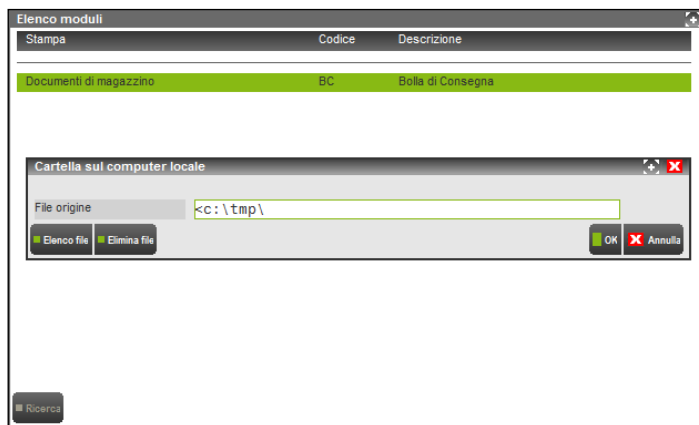 Elenco moduli
Stampa Codice Descrizione
Documenti di magazzino BC Bolla di Consegna
Cartella sul computer locale
File origine <c:\tmp\
Elenco file Elimina file OK Annulla
Ricerca